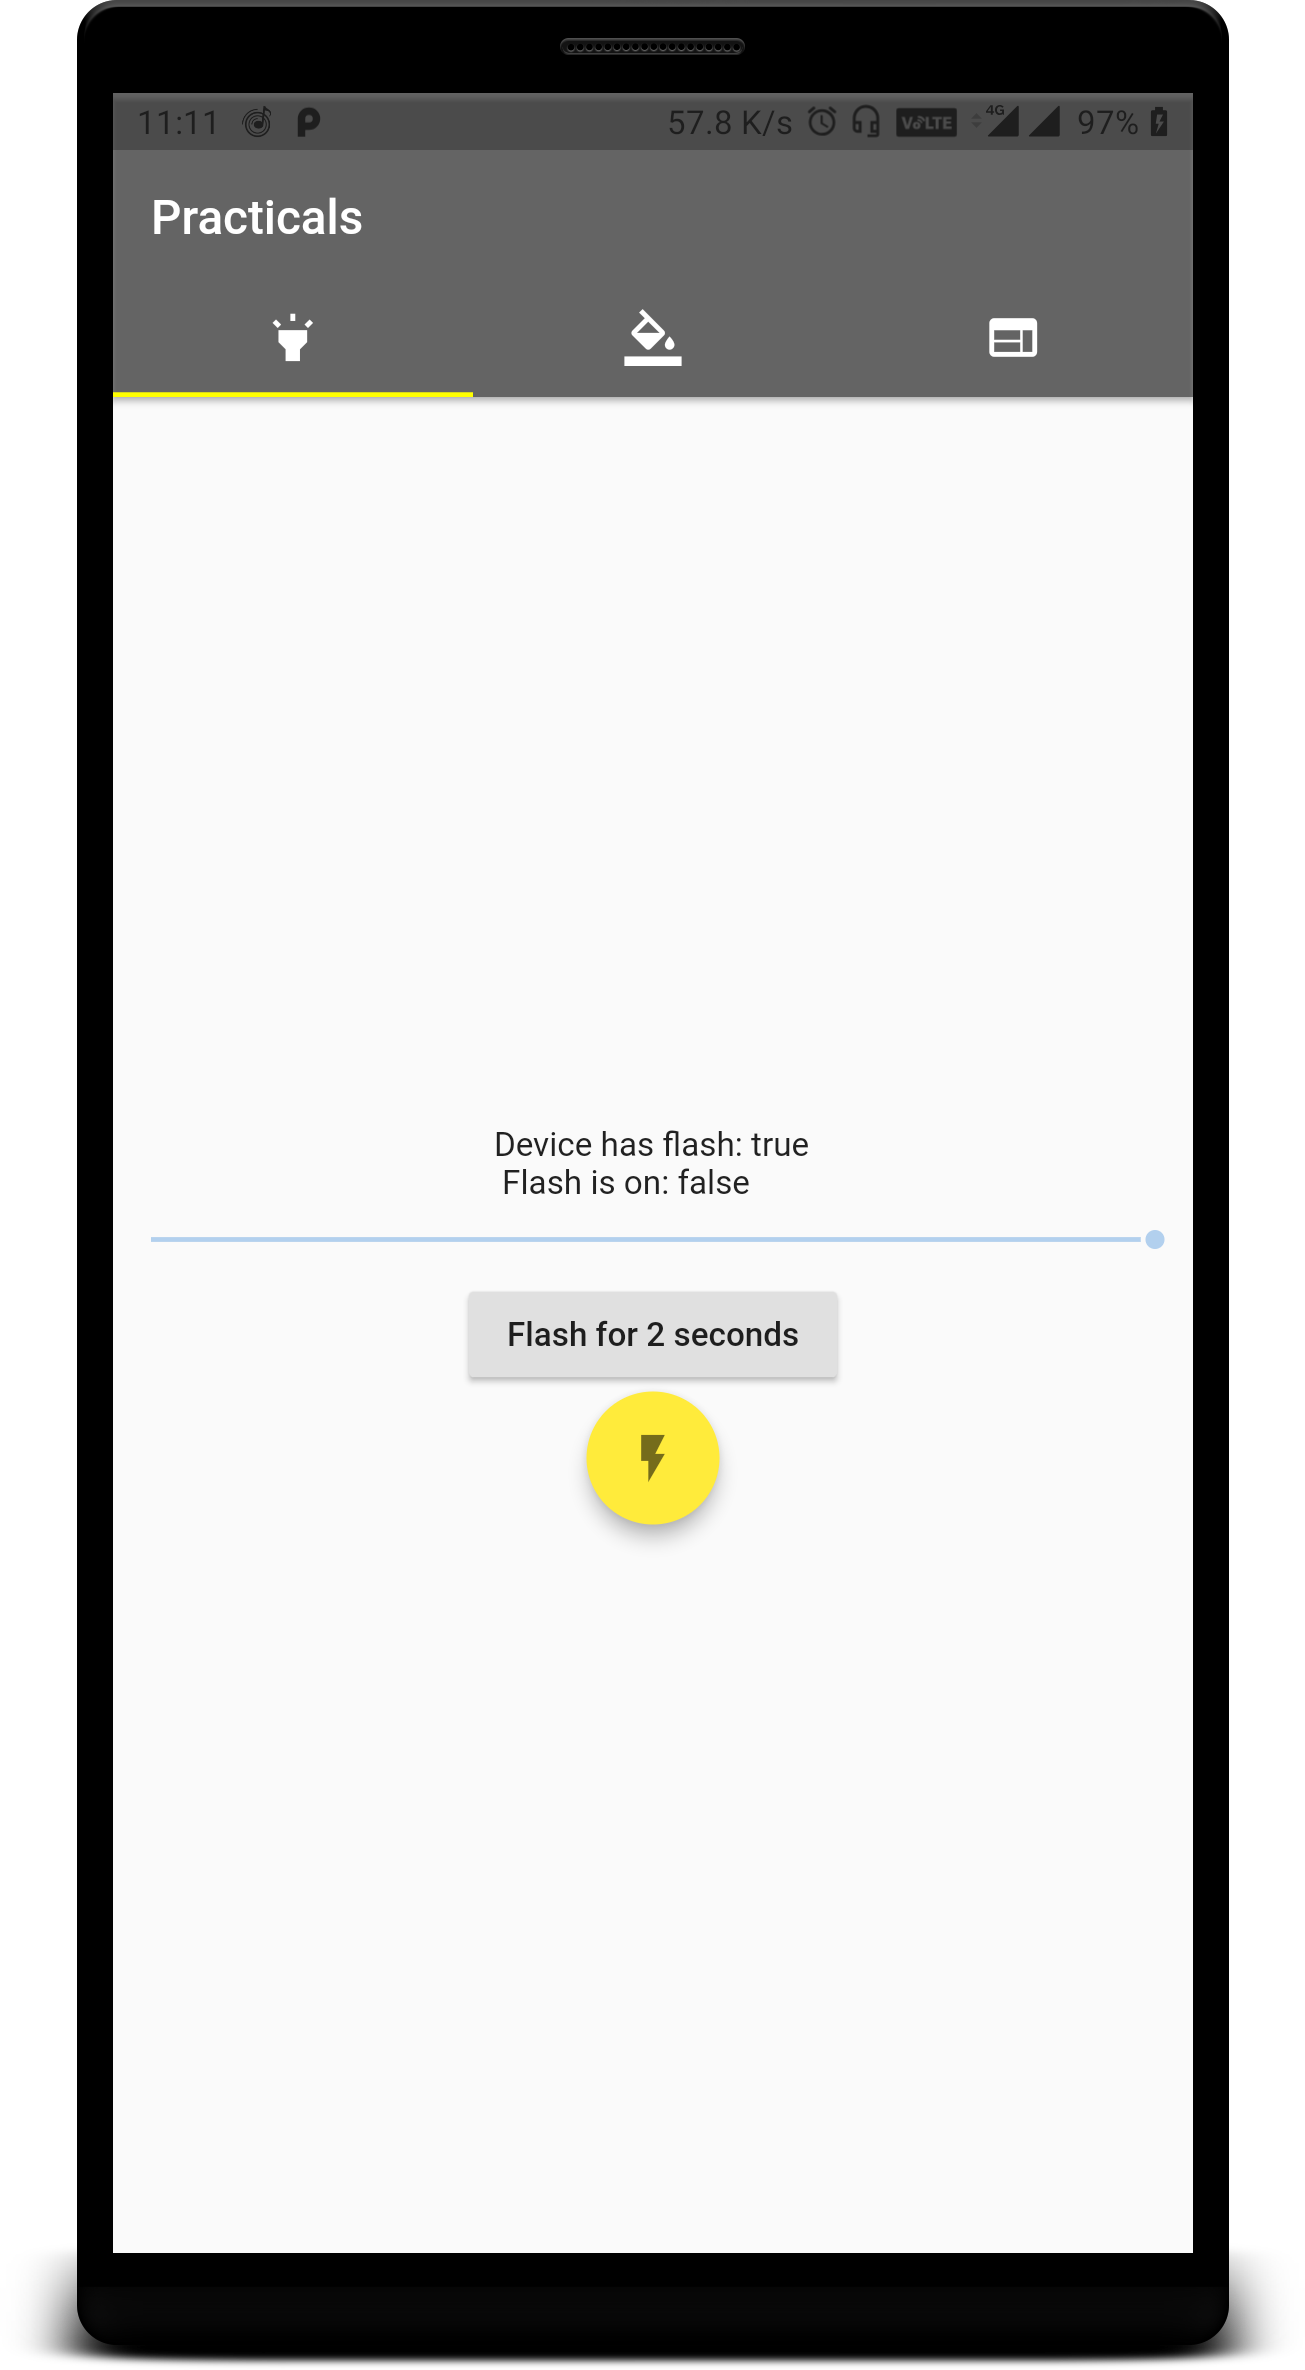 11:11 57.8 K/s VoLTE 4G 97%
Practicals
Device has flash: true
Flash is on: false
Flash for 2 seconds